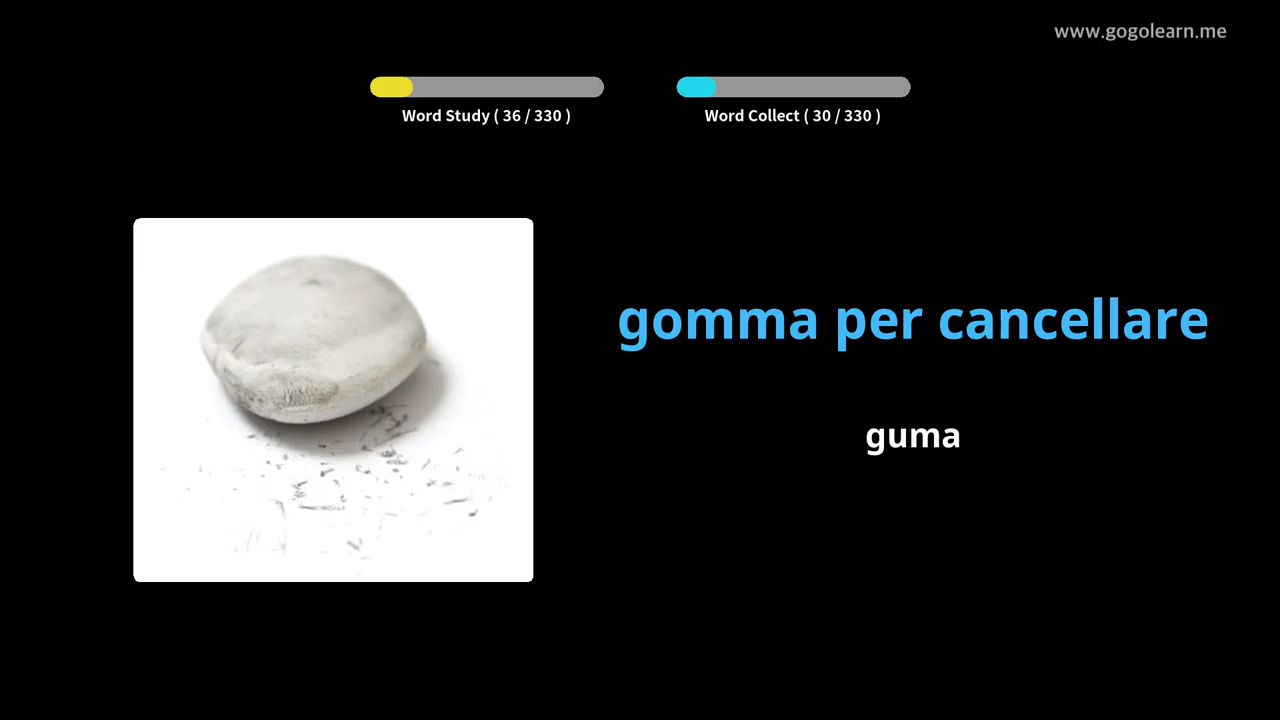 www.gogolearn.me
Word Study ( 36 / 330 )
Word Collect ( 30 / 330 )
gomma per cancellare
guma